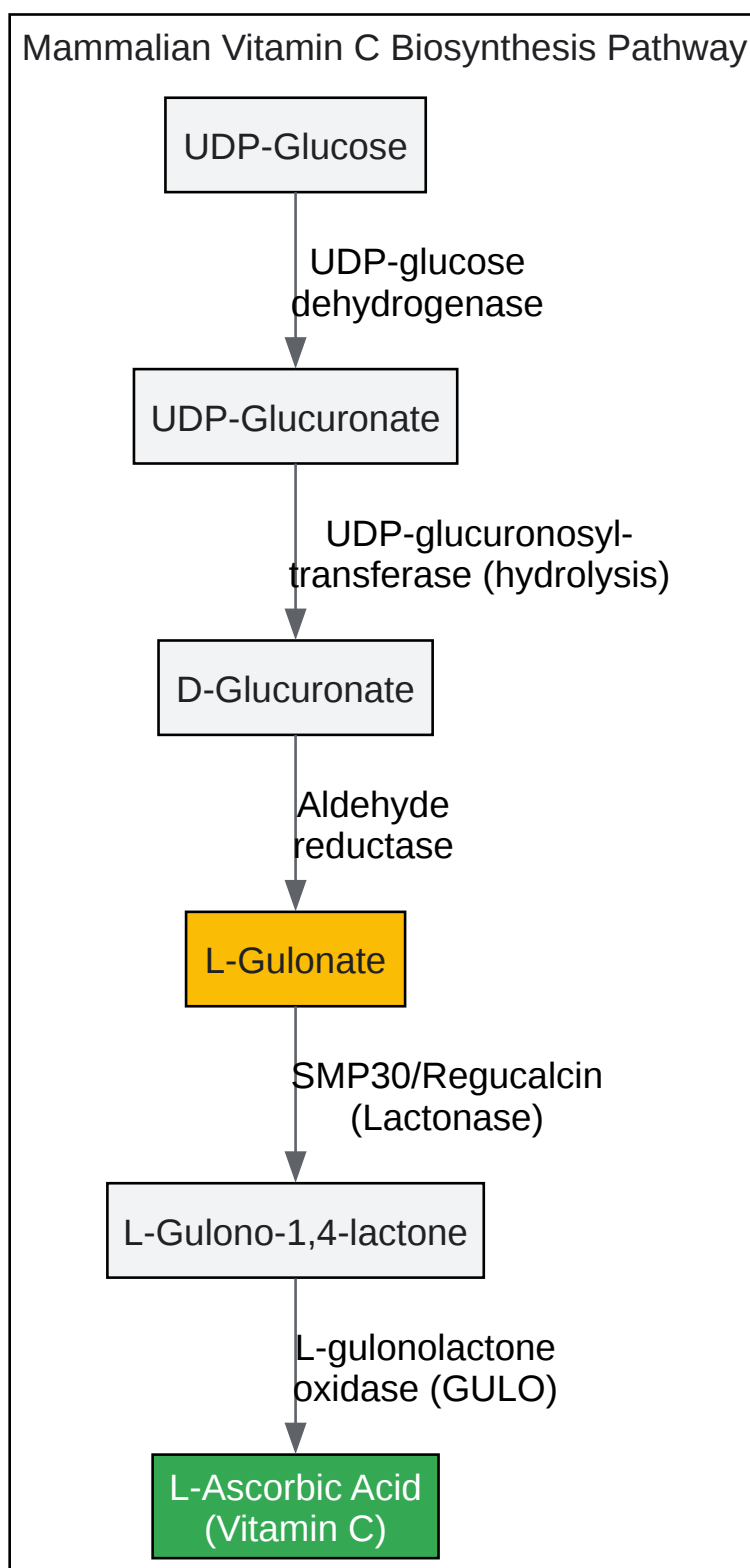 Mammalian Vitamin C Biosynthesis Pathway
UDP-Glucose
UDP-glucose
dehydrogenase
UDP-Glucuronate
UDP-glucuronosyl-
transferase (hydrolysis)
D-Glucuronate
Aldehyde
reductase
L-Gulonate
SMP30/Regucalcin
(Lactonase)
L-Gulono-1,4-lactone
L-gulonolactone
oxidase (GULO)
L-Ascorbic Acid
(Vitamin C)